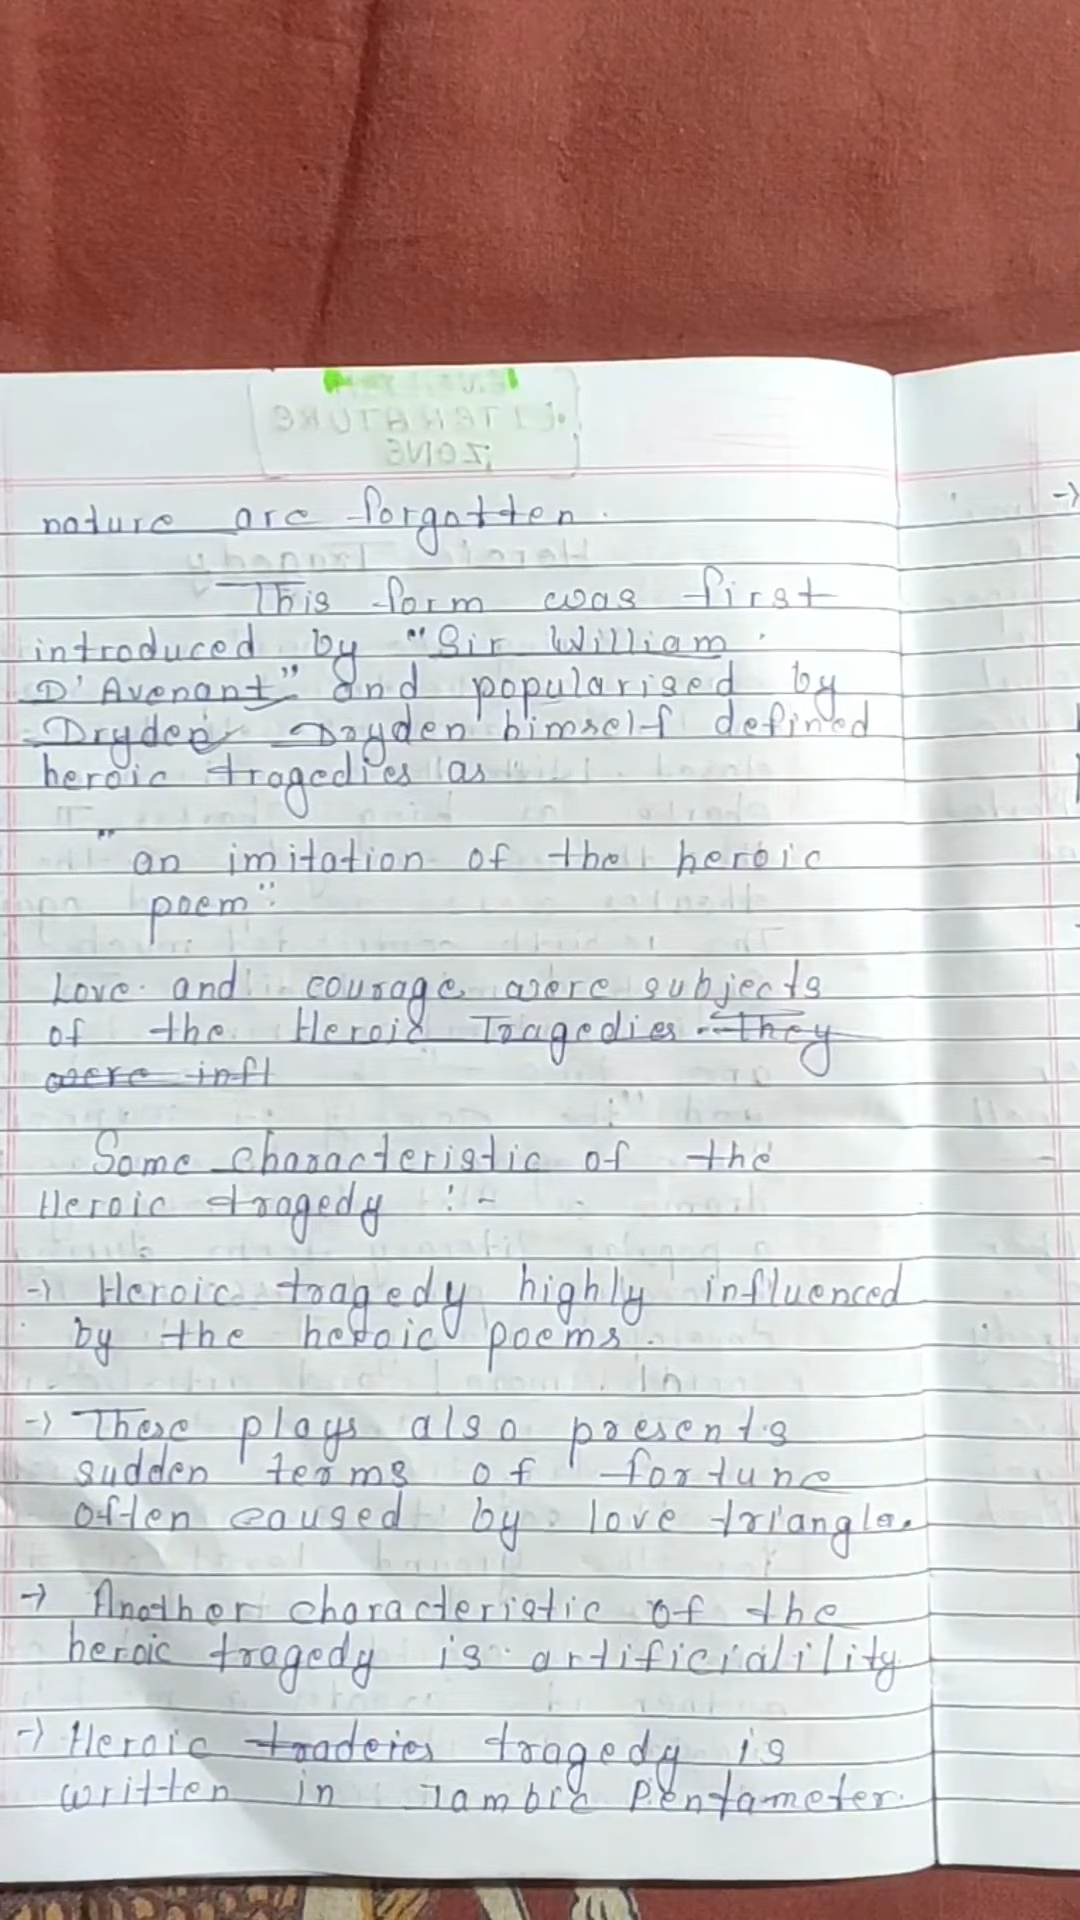 nature are forgotten.
This form was first
introduced by "Sir William
D'Avenant" and popularised by
Dryden Dryden himself defined
heroic tragedies as
"an imitation of the heroic
poem"
Love and courage were subjects
of the Heroic Tragedies. They
were infl
Some characteristic of the
Heroic tragedy :-
→ Heroic tragedy highly influenced
by the heroic poems.
→ These plays also presents
sudden terms of fortune
often caused by love triangle.
→ Another characteristic of the
heroic tragedy is artificialility
→ Heroic tradeies tragedy is
written in Iambic Pentameter.